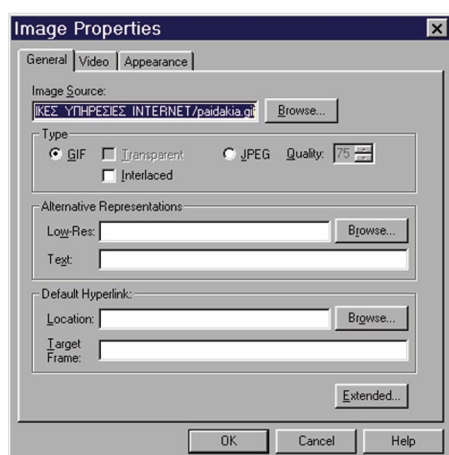 Image Properties
General Video Appearance
Image Source:
ΙΚΕΣ ΥΠΗΡΕΣΙΕΣ INTERNET/paidakia.gif Browse...
Type
GIF Transparent JPEG Quality: 75
Interlaced
Alternative Representations
Low-Res: Browse...
Text:
Default Hyperlink:
Location: Browse...
Target
Frame:
Extended...
OK Cancel Help